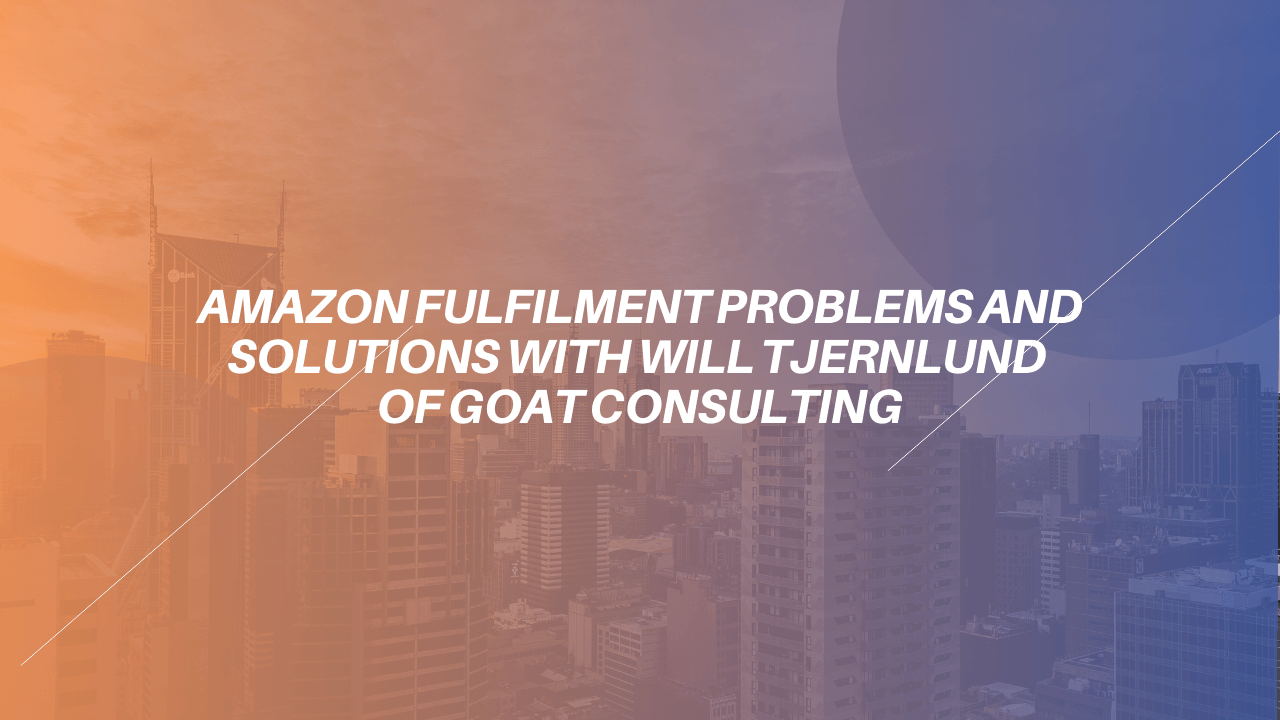 AMAZON FULFILMENT PROBLEMS AND
SOLUTIONS WITH WILL TJERNLUND
OF GOAT CONSULTING